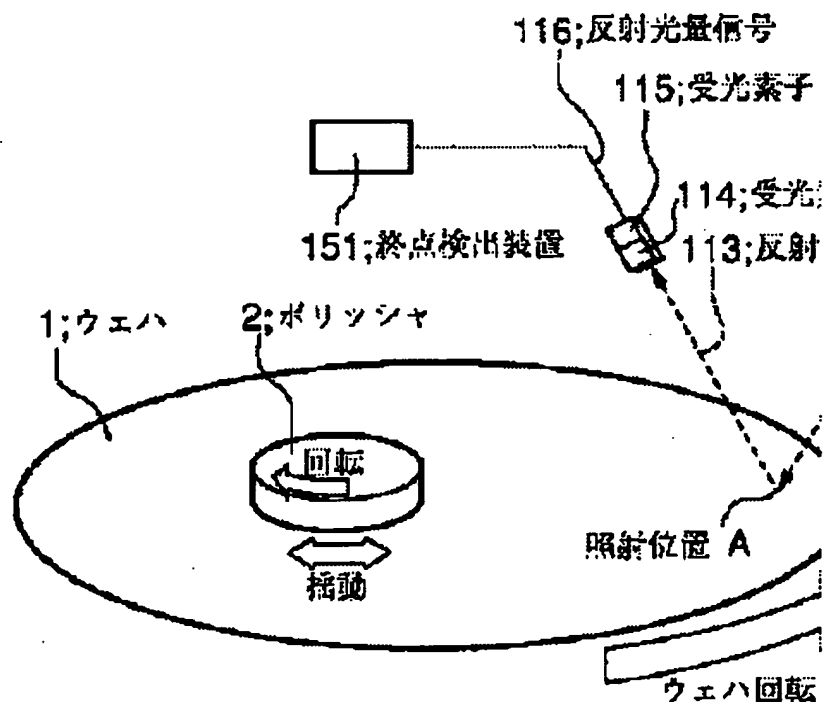 116;反射光量信号
115;受光素子
114;受光
151;終点検出装置
113;反射
1;ウェハ
2;ポリッシャ
回転
照射位置 A
揺動
ウェハ回転